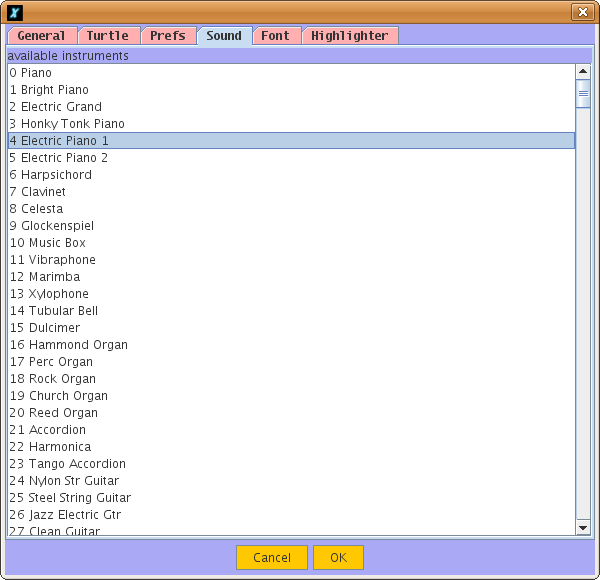 General Turtle Prefs Sound Font Highlighter
available instruments
0 Piano
1 Bright Piano
2 Electric Grand
3 Honky Tonk Piano
4 Electric Piano 1
5 Electric Piano 2
6 Harpsichord
7 Clavinet
8 Celesta
9 Glockenspiel
10 Music Box
11 Vibraphone
12 Marimba
13 Xylophone
14 Tubular Bell
15 Dulcimer
16 Hammond Organ
17 Perc Organ
18 Rock Organ
19 Church Organ
20 Reed Organ
21 Accordion
22 Harmonica
23 Tango Accordion
24 Nylon Str Guitar
25 Steel String Guitar
26 Jazz Electric Gtr
27 Clean Guitar
Cancel OK